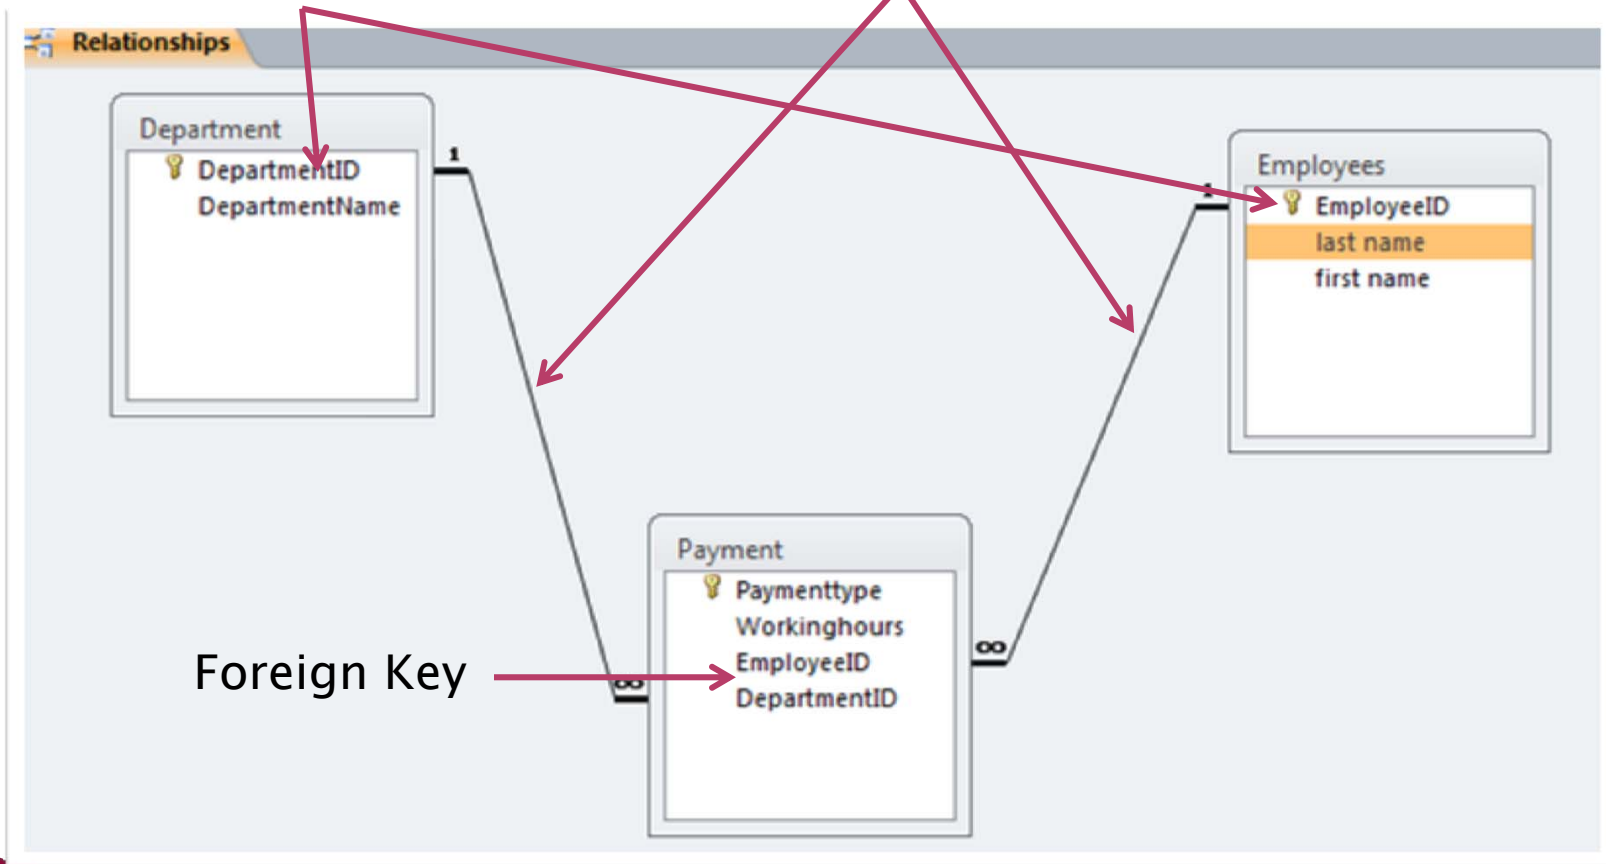 Relationships
Department
DepartmentID
DepartmentName
1
Employees
EmployeeID
last name
first name
1
Payment
Paymenttype
Workinghours
EmployeeID
DepartmentID
∞
∞
Foreign Key